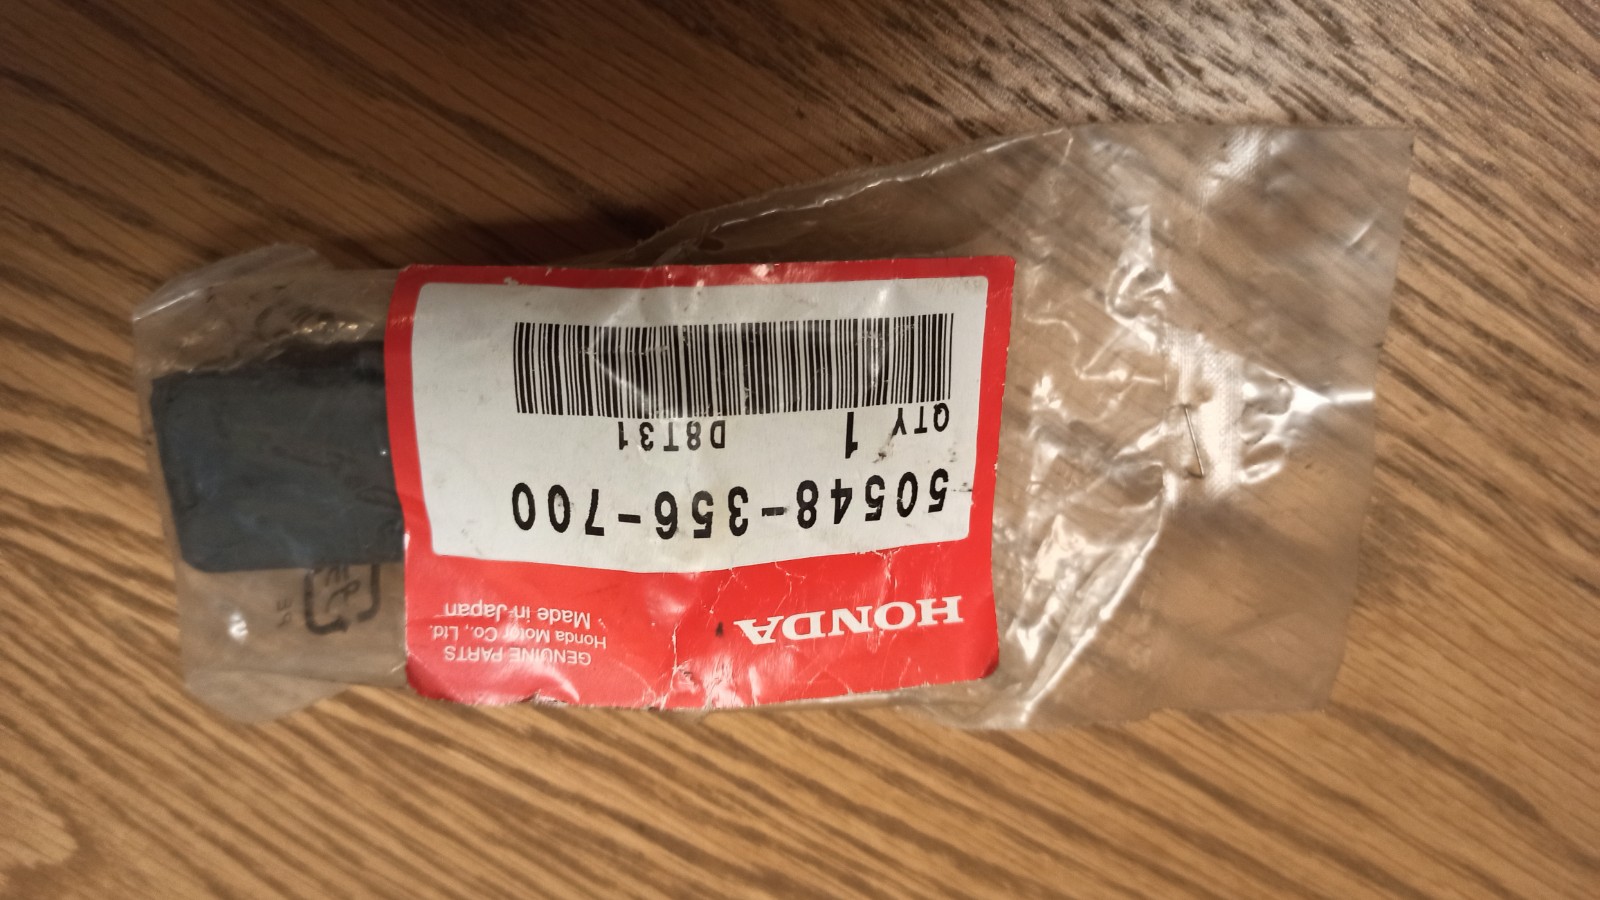 HONDA
GENUINE PARTS
Honda Motor Co., Ltd.
Made in Japan
50548-356-700
QTY 1 D8T31